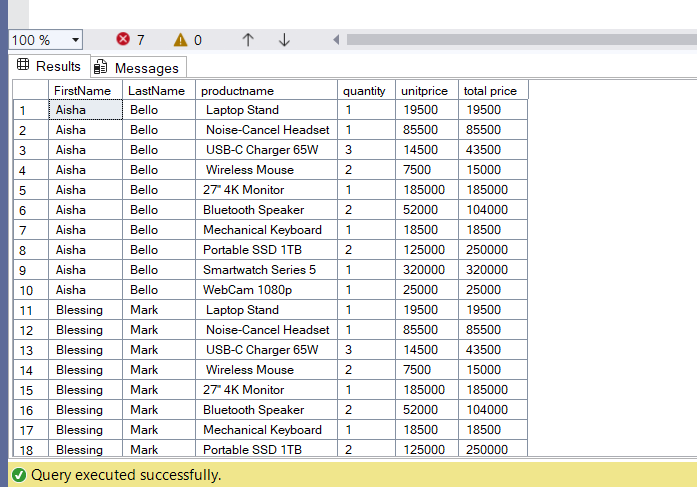 100 % 7 0
Results Messages
FirstName LastName productname quantity unitprice total price
1 Aisha Bello Laptop Stand 1 19500 19500
2 Aisha Bello Noise-Cancel Headset 1 85500 85500
3 Aisha Bello USB-C Charger 65W 3 14500 43500
4 Aisha Bello Wireless Mouse 2 7500 15000
5 Aisha Bello 27" 4K Monitor 1 185000 185000
6 Aisha Bello Bluetooth Speaker 2 52000 104000
7 Aisha Bello Mechanical Keyboard 1 18500 18500
8 Aisha Bello Portable SSD 1TB 2 125000 250000
9 Aisha Bello Smartwatch Series 5 1 320000 320000
10 Aisha Bello WebCam 1080p 1 25000 25000
11 Blessing Mark Laptop Stand 1 19500 19500
12 Blessing Mark Noise-Cancel Headset 1 85500 85500
13 Blessing Mark USB-C Charger 65W 3 14500 43500
14 Blessing Mark Wireless Mouse 2 7500 15000
15 Blessing Mark 27" 4K Monitor 1 185000 185000
16 Blessing Mark Bluetooth Speaker 2 52000 104000
17 Blessing Mark Mechanical Keyboard 1 18500 18500
18 Blessing Mark Portable SSD 1TB 2 125000 250000
Query executed successfully.